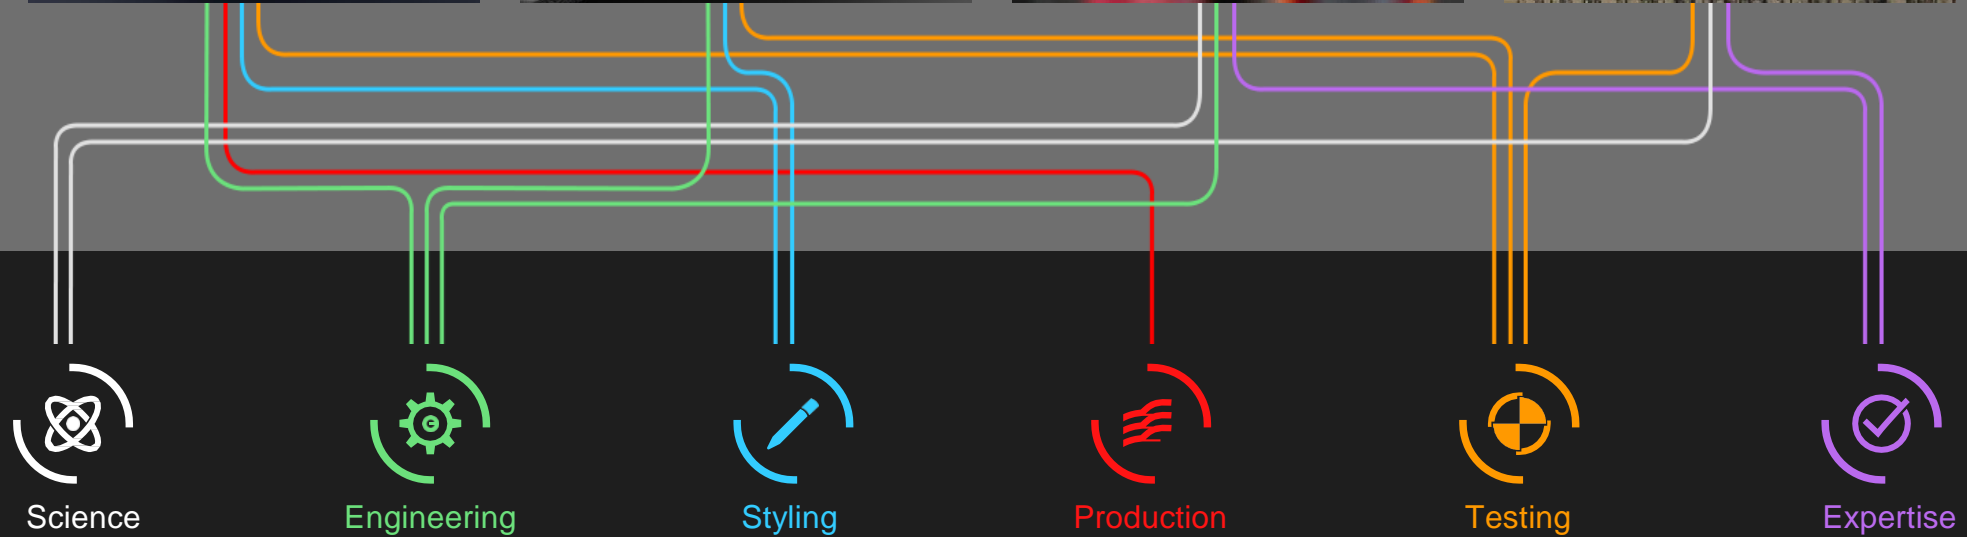 Science
Engineering
Styling
Production
Testing
Expertise